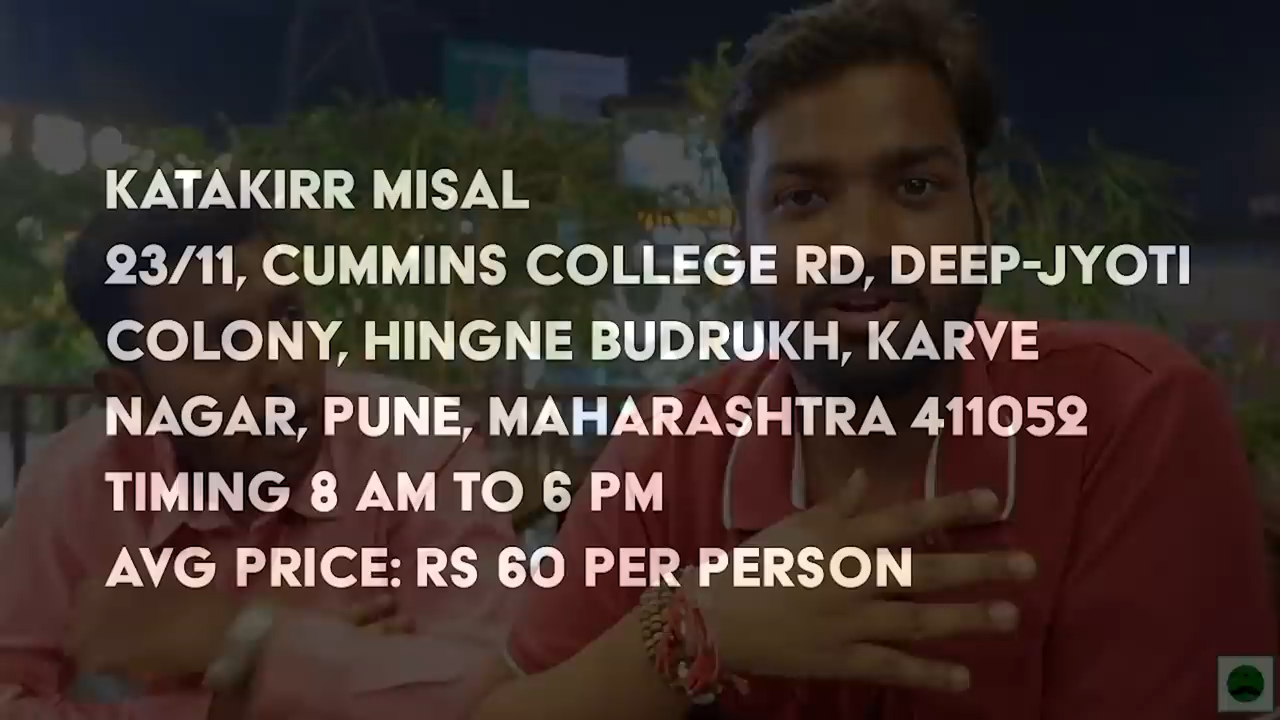 KATAKIRR MISAL
23/11, CUMMINS COLLEGE RD, DEEP-JYOTI
COLONY, HINGNE BUDRUKH, KARVE
NAGAR, PUNE, MAHARASHTRA 411052
TIMING 8 AM TO 6 PM
AVG PRICE: RS 60 PER PERSON